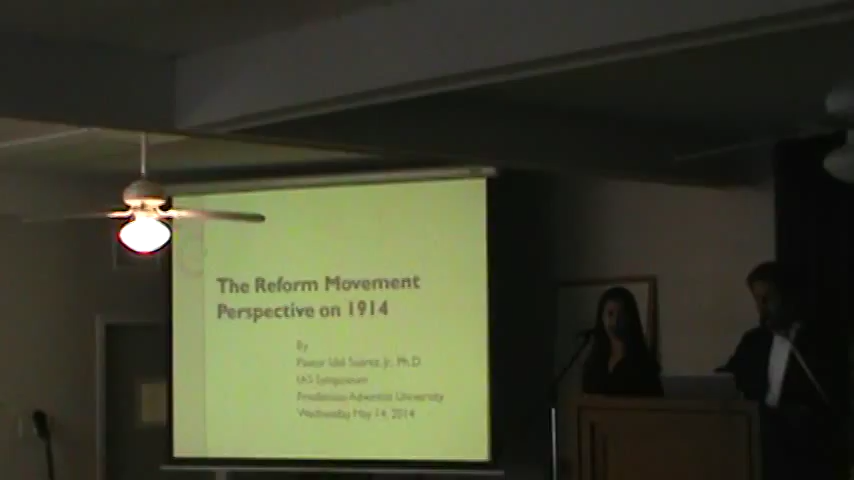 The Reform Movement
Perspective on 1914
By
Pastor Idel Suarez, Jr., Ph.D.
IAS Symposium
Friedensau Adventist University
Wednesday May 14, 2014